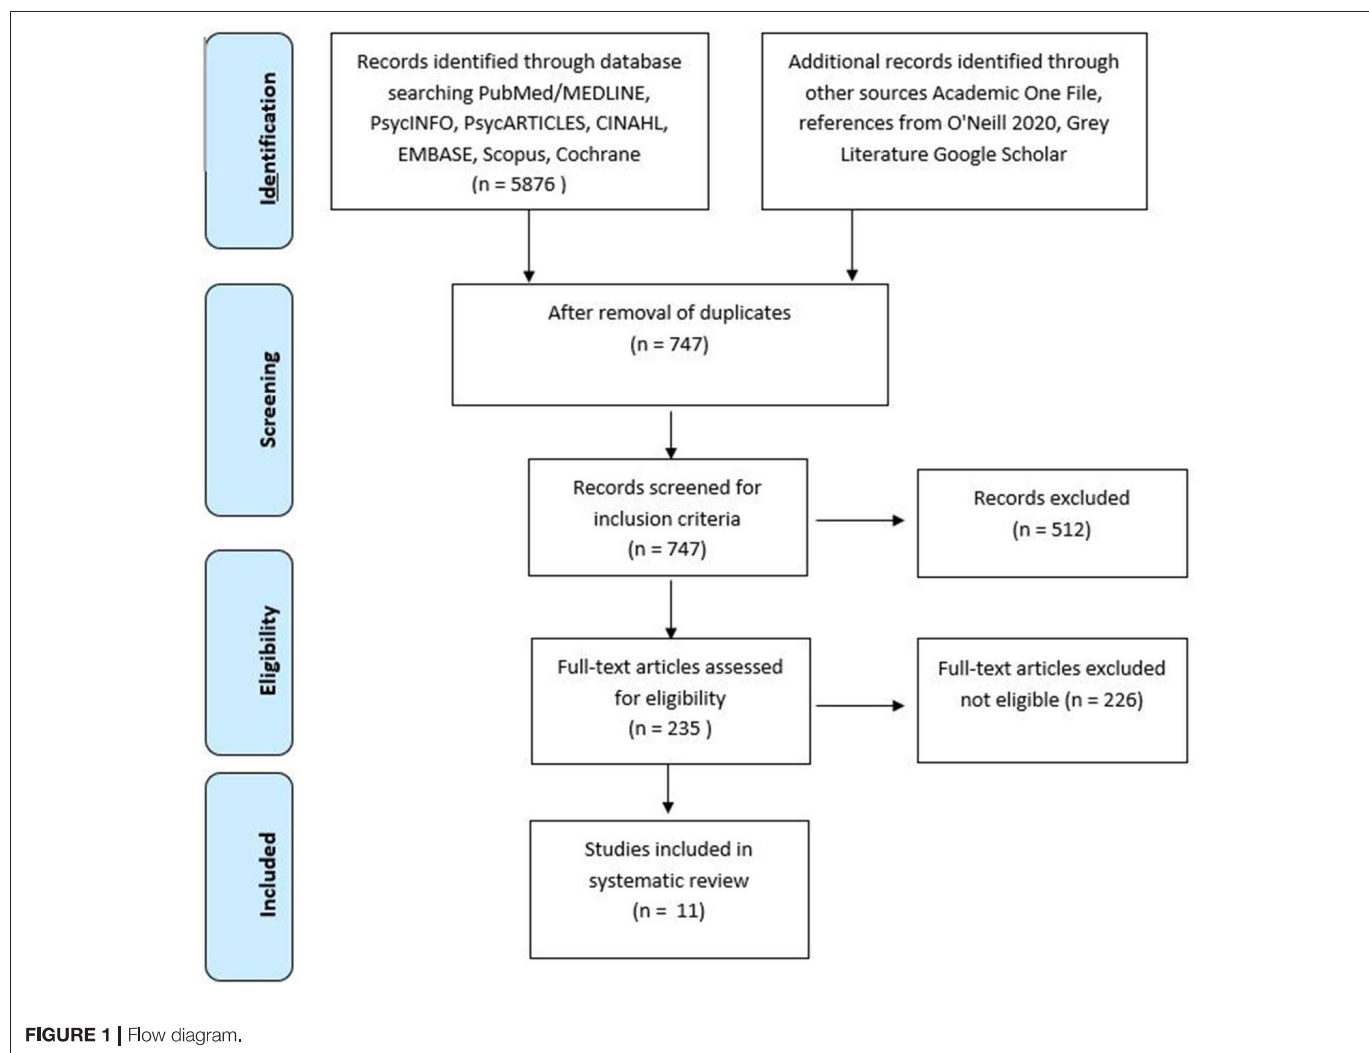 Identification
Records identified through database
searching PubMed/MEDLINE,
PsycINFO, PsycARTICLES, CINAHL,
EMBASE, Scopus, Cochrane
(n = 5876 )
Additional records identified through
other sources Academic One File,
references from O'Neill 2020, Grey
Literature Google Scholar
Screening
After removal of duplicates
(n = 747)
Records screened for
inclusion criteria
(n = 747)
Records excluded
(n = 512)
Eligibility
Full-text articles assessed
for eligibility
(n = 235 )
Full-text articles excluded
not eligible (n = 226)
Included
Studies included in
systematic review
(n =  11)
FIGURE 1 | Flow diagram.